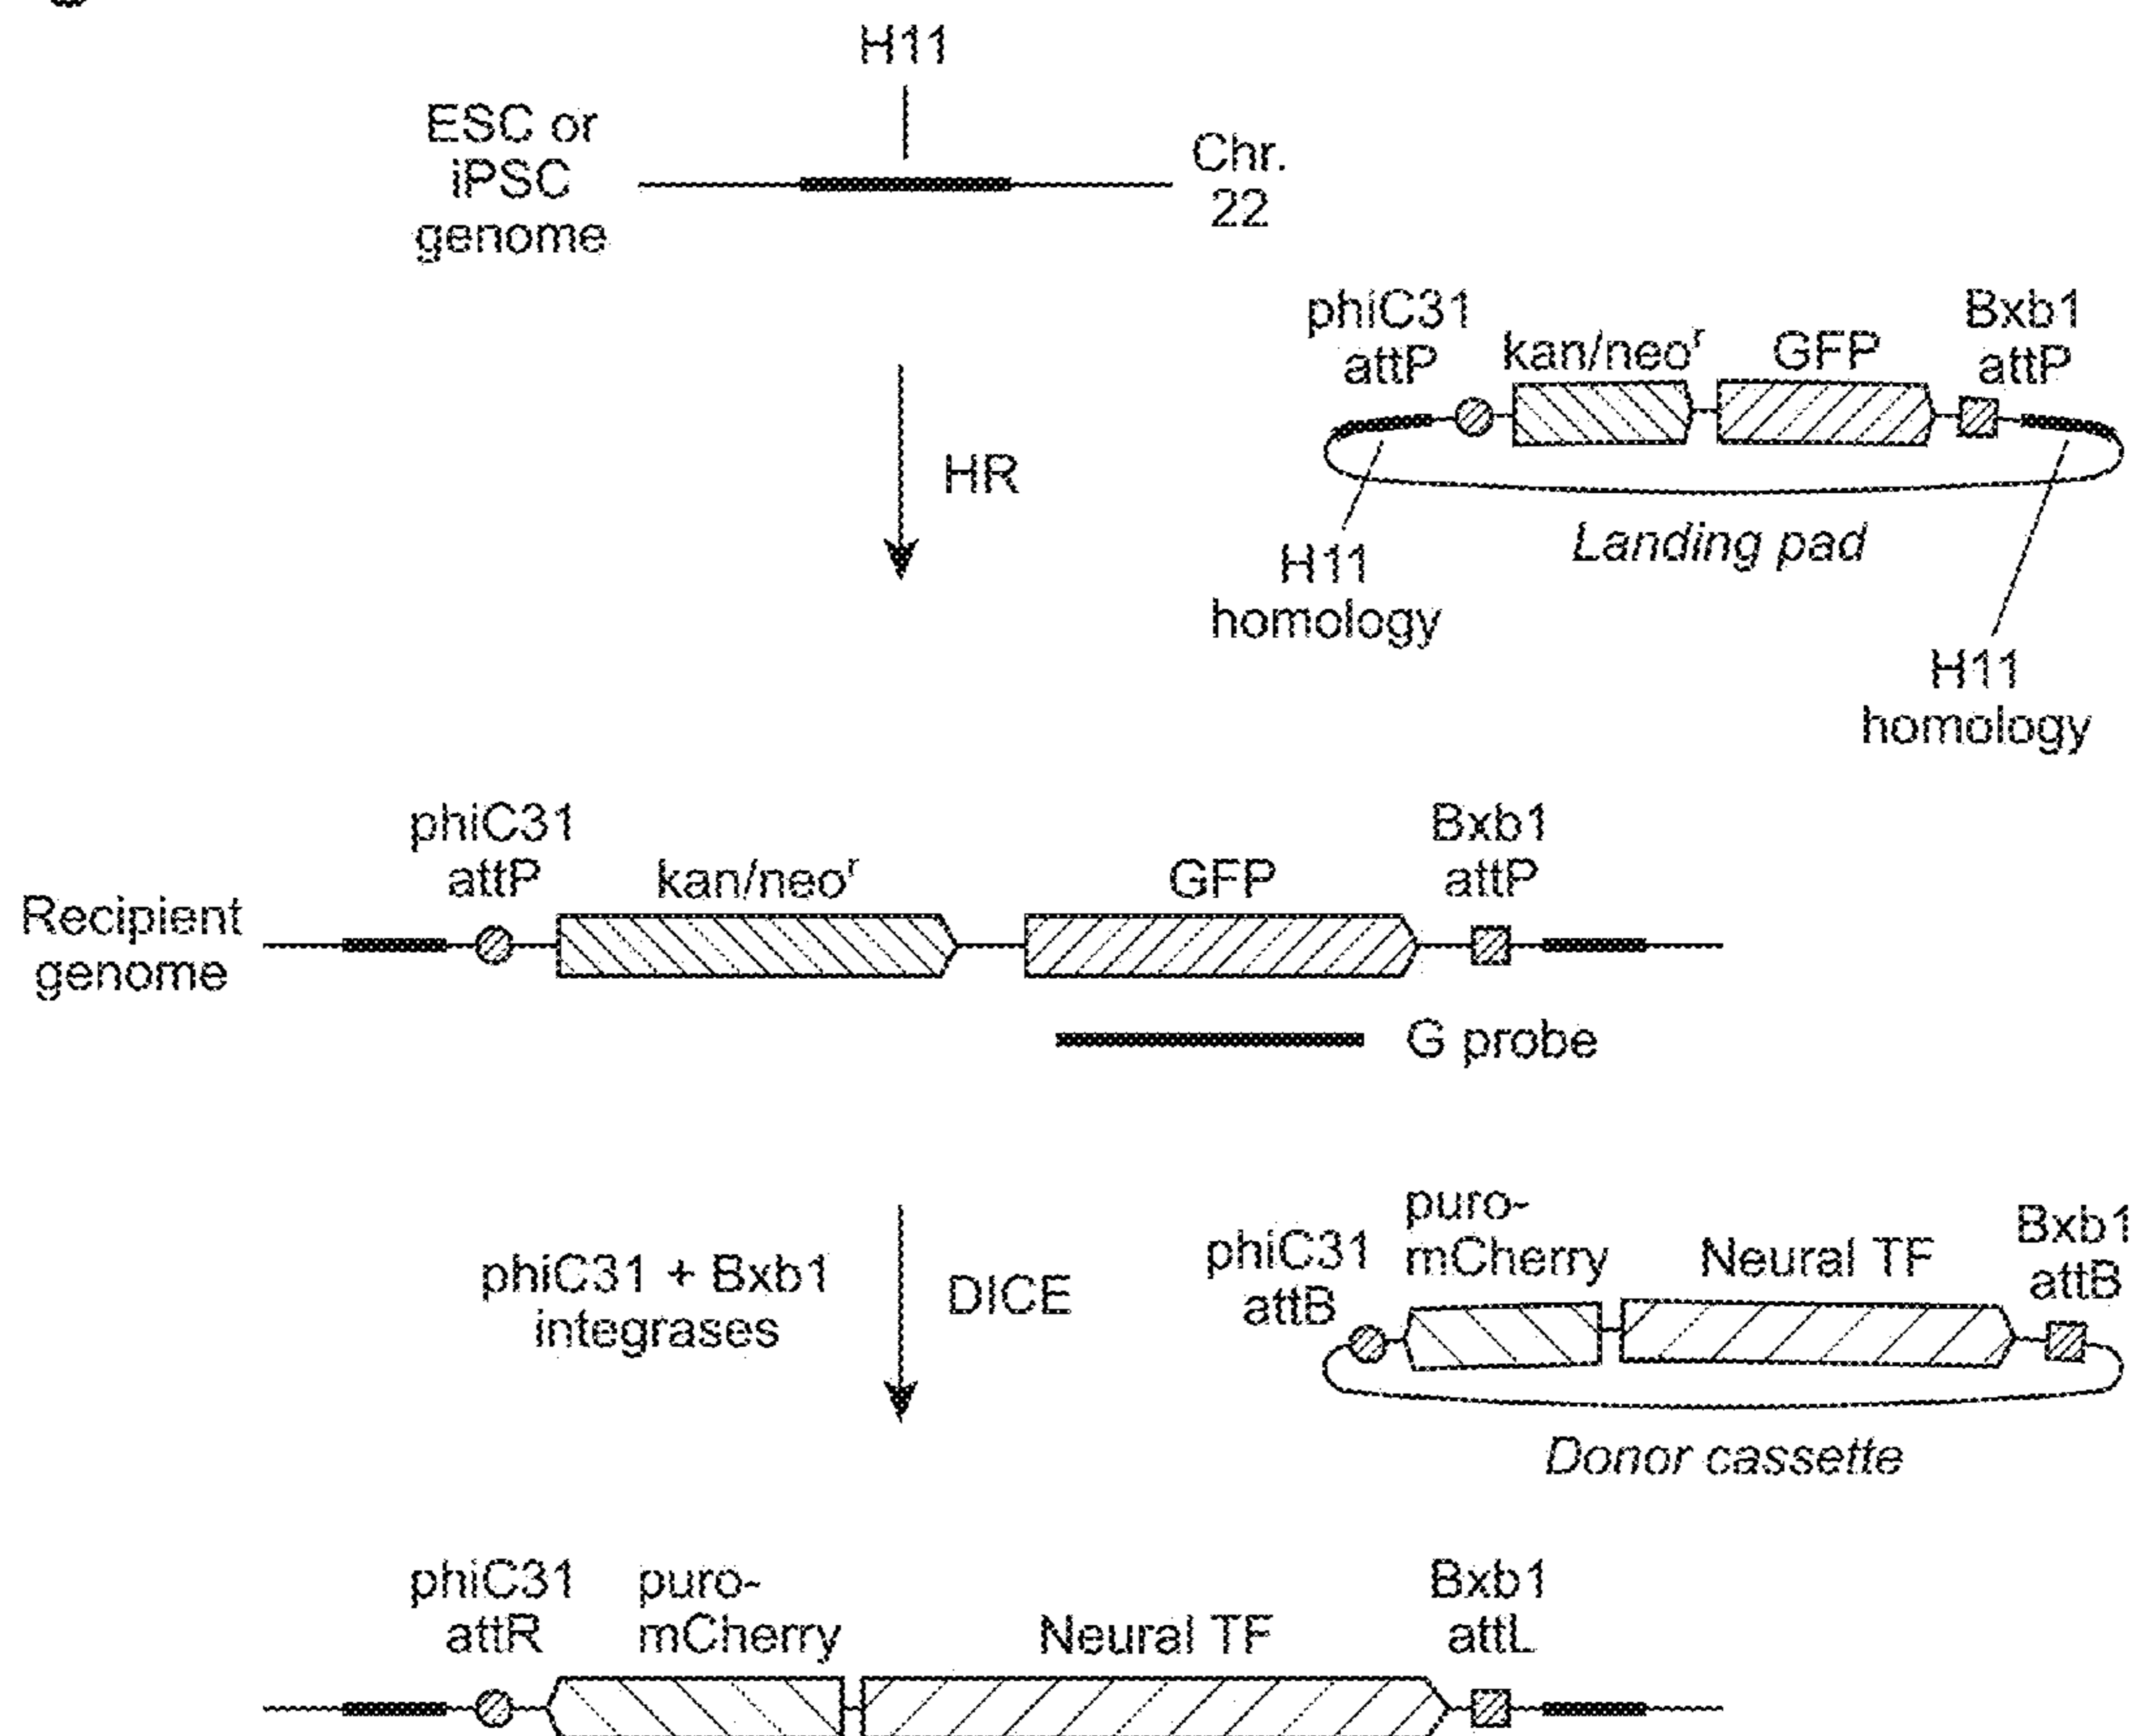 H11
ESC or
iPSC
genome
Chr.
22
HR
phiC31
attP
kan/neoʳ
GFP
Bxb1
attP
H11
homology
Landing pad
H11
homology
Recipient
genome
phiC31
attP
kan/neoʳ
GFP
Bxb1
attP
G probe
phiC31 + Bxb1
integrases
DICE
phiC31
attB
puro-
mCherry
Neural TF
Bxb1
attB
Donor cassette
phiC31
attR
puro-
mCherry
Neural TF
Bxb1
attL